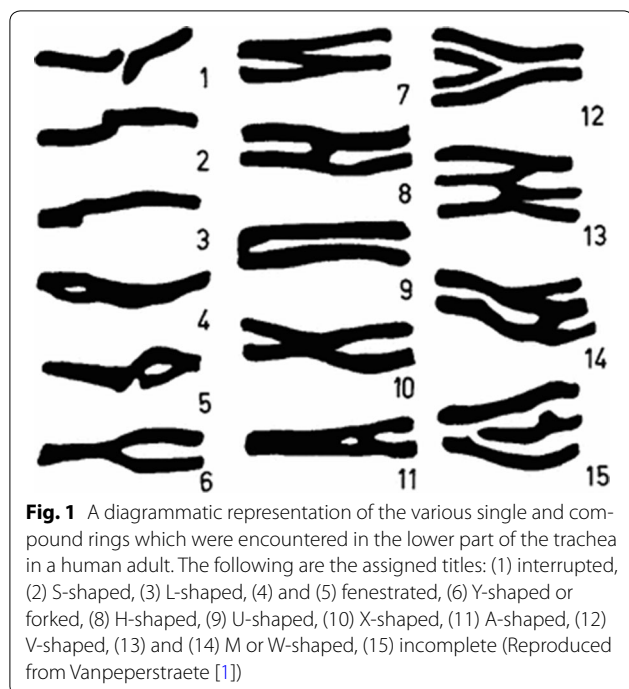 1
7
12
2
8
3
13
9
4
14
5
10
6
11
15
Fig. 1 A diagrammatic representation of the various single and com-
pound rings which were encountered in the lower part of the trachea
in a human adult. The following are the assigned titles: (1) interrupted,
(2) S-shaped, (3) L-shaped, (4) and (5) fenestrated, (6) Y-shaped or
forked, (8) H-shaped, (9) U-shaped, (10) X-shaped, (11) A-shaped, (12)
V-shaped, (13) and (14) M or W-shaped, (15) incomplete (Reproduced
from Vanpeperstraete [1])